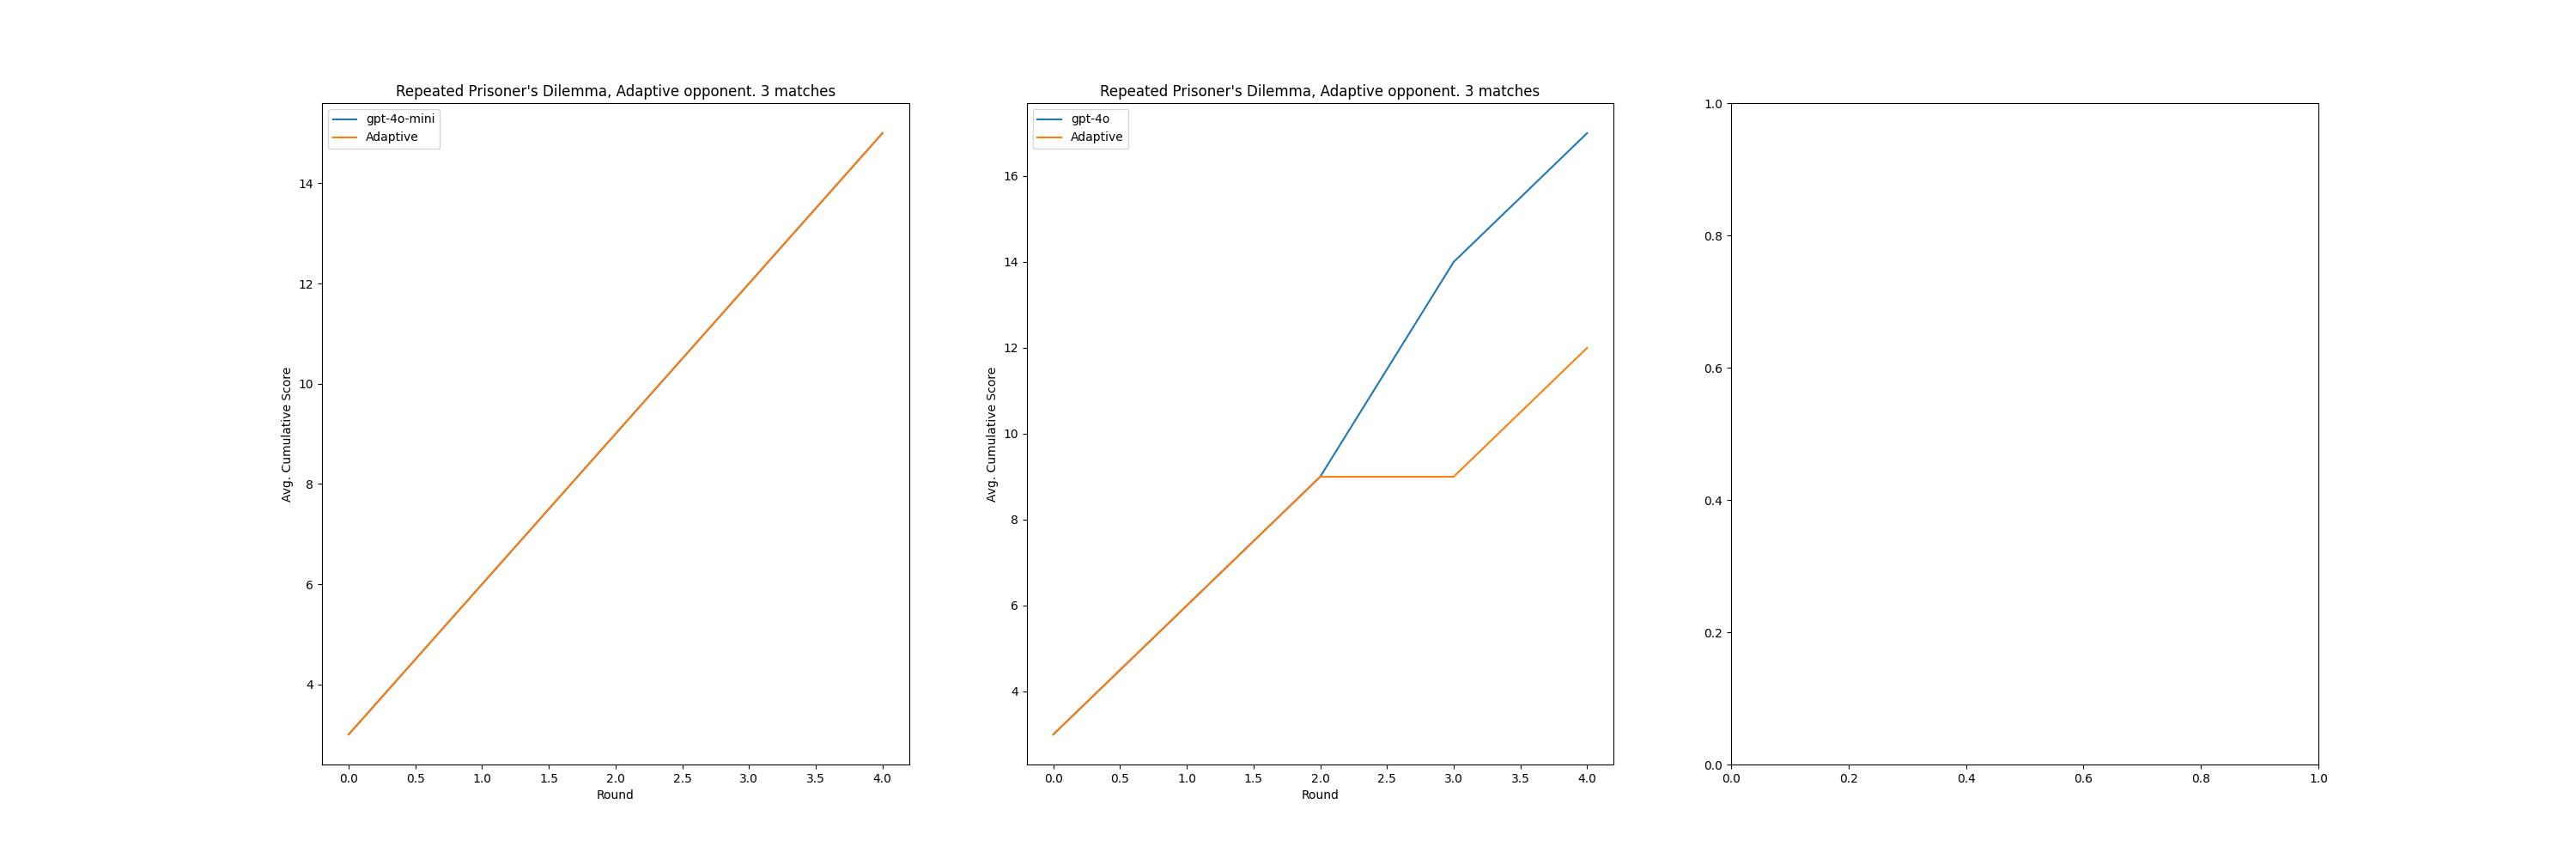 Repeated Prisoner's Dilemma, Adaptive opponent. 3 matches
gpt-4o-mini
Adaptive
Avg. Cumulative Score
14
12
10
8
6
4
0.0 0.5 1.0 1.5 2.0 2.5 3.0 3.5 4.0
Round
Repeated Prisoner's Dilemma, Adaptive opponent. 3 matches
gpt-4o
Adaptive
Avg. Cumulative Score
16
14
12
10
8
6
4
0.0 0.5 1.0 1.5 2.0 2.5 3.0 3.5 4.0
Round
1.0
0.8
0.6
0.4
0.2
0.0
0.0 0.2 0.4 0.6 0.8 1.0